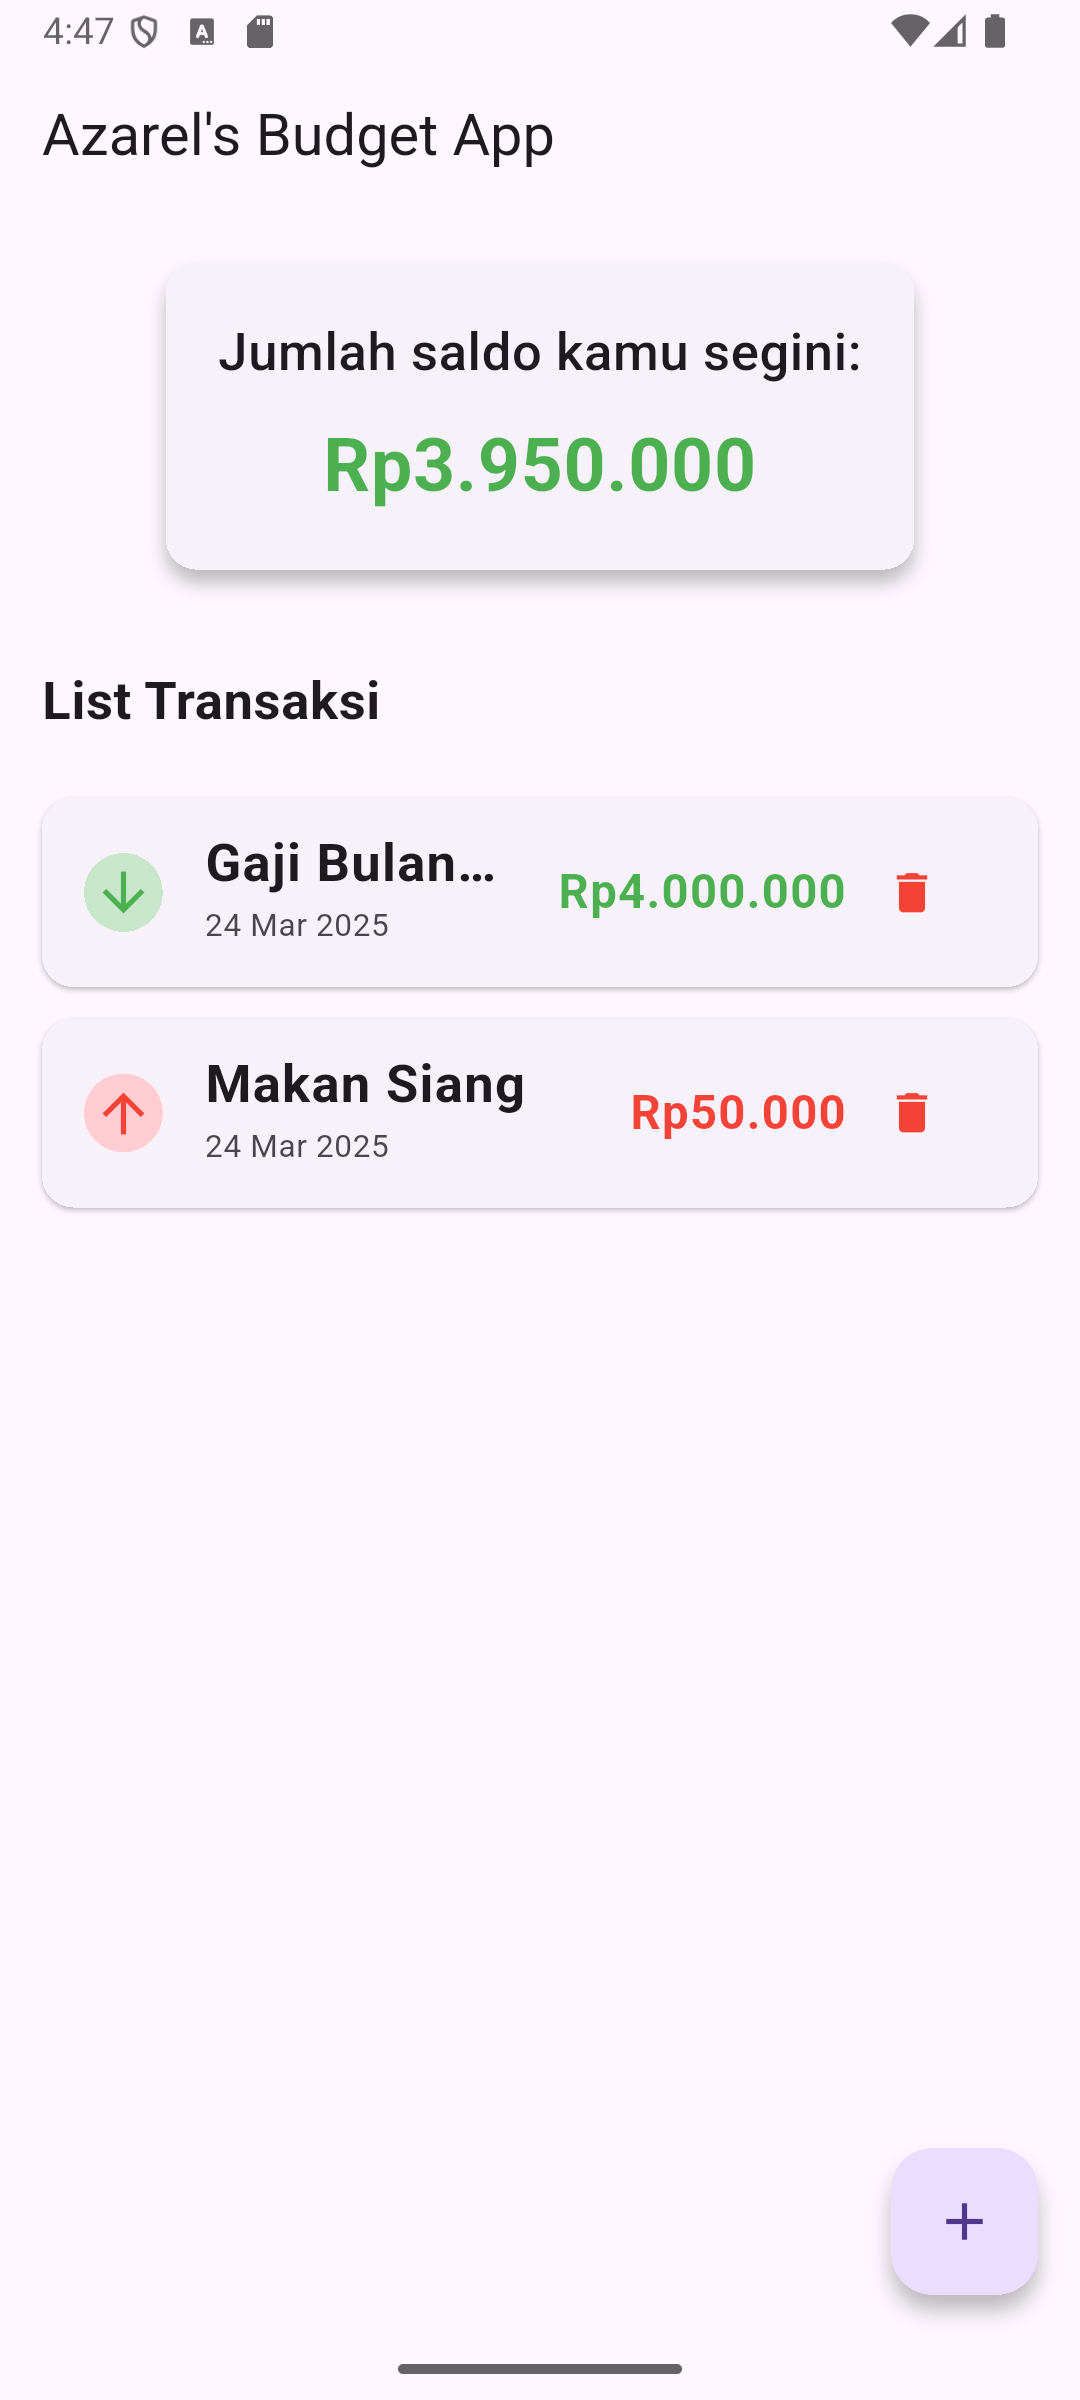 4:47
Azarel's Budget App
Jumlah saldo kamu segini:
Rp3.950.000
List Transaksi
Gaji Bulan...
Rp4.000.000
24 Mar 2025
Makan Siang
Rp50.000
24 Mar 2025